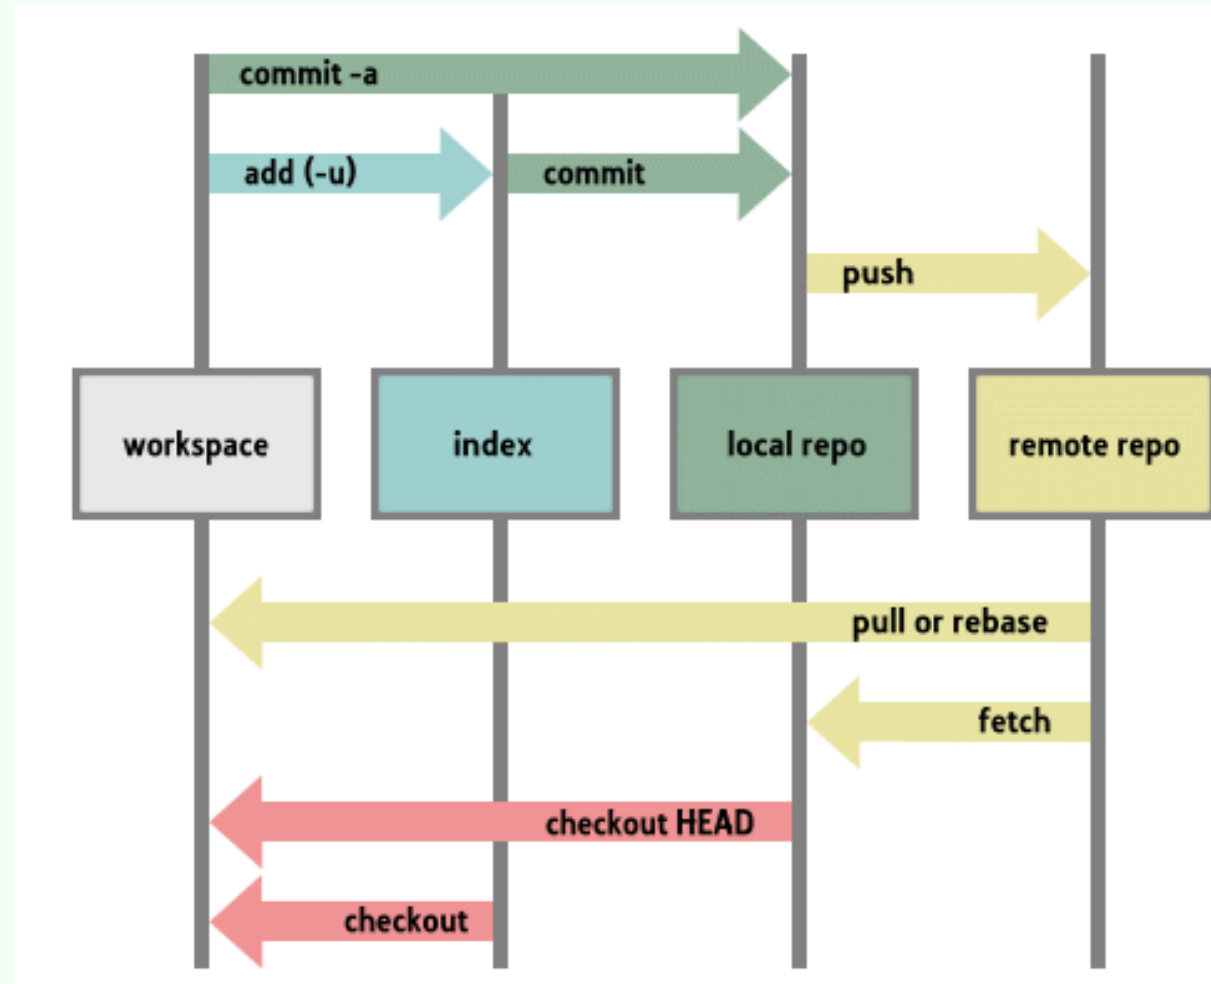 commit -a
add (-u)
commit
push
workspace
index
local repo
remote repo
pull or rebase
fetch
checkout HEAD
checkout